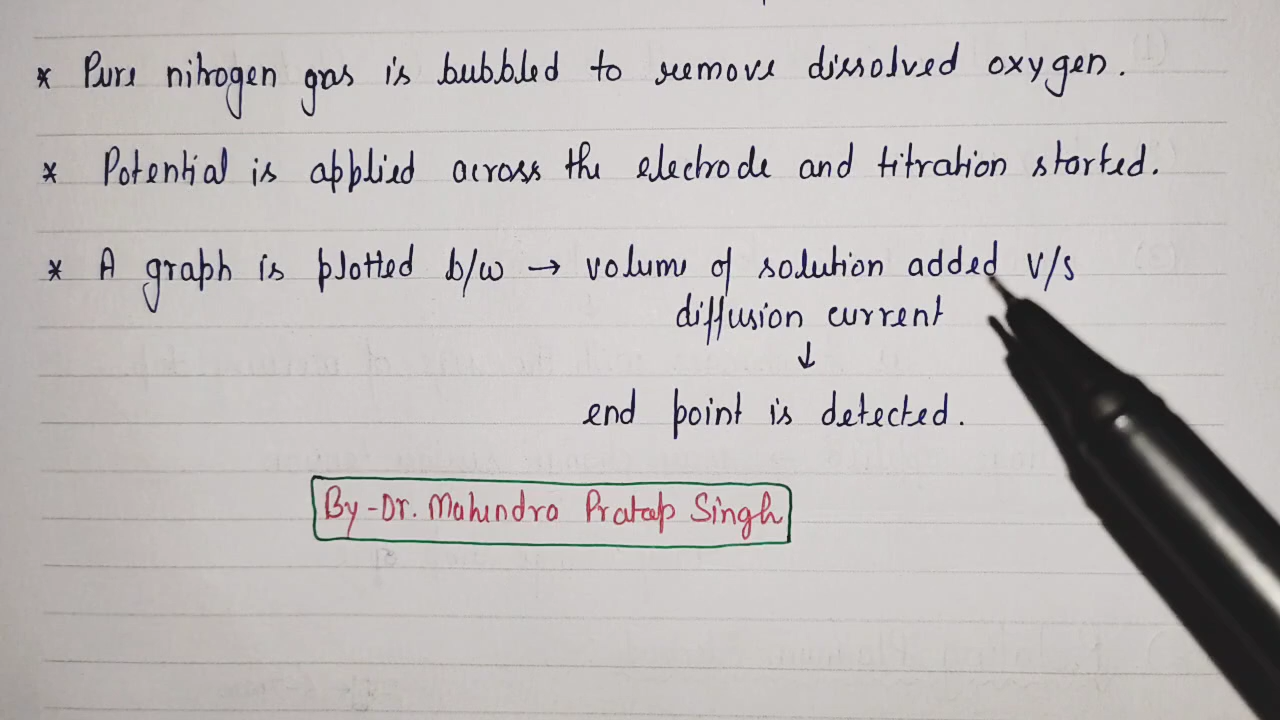 * Pure nitrogen gas is bubbled to remove dissolved oxygen.
* Potential is applied across the electrode and titration started.
* A graph is plotted b/w → volume of solution added V/s
diffusion current
↓
end point is detected.
By-Dr. Mahendra Pratap Singh